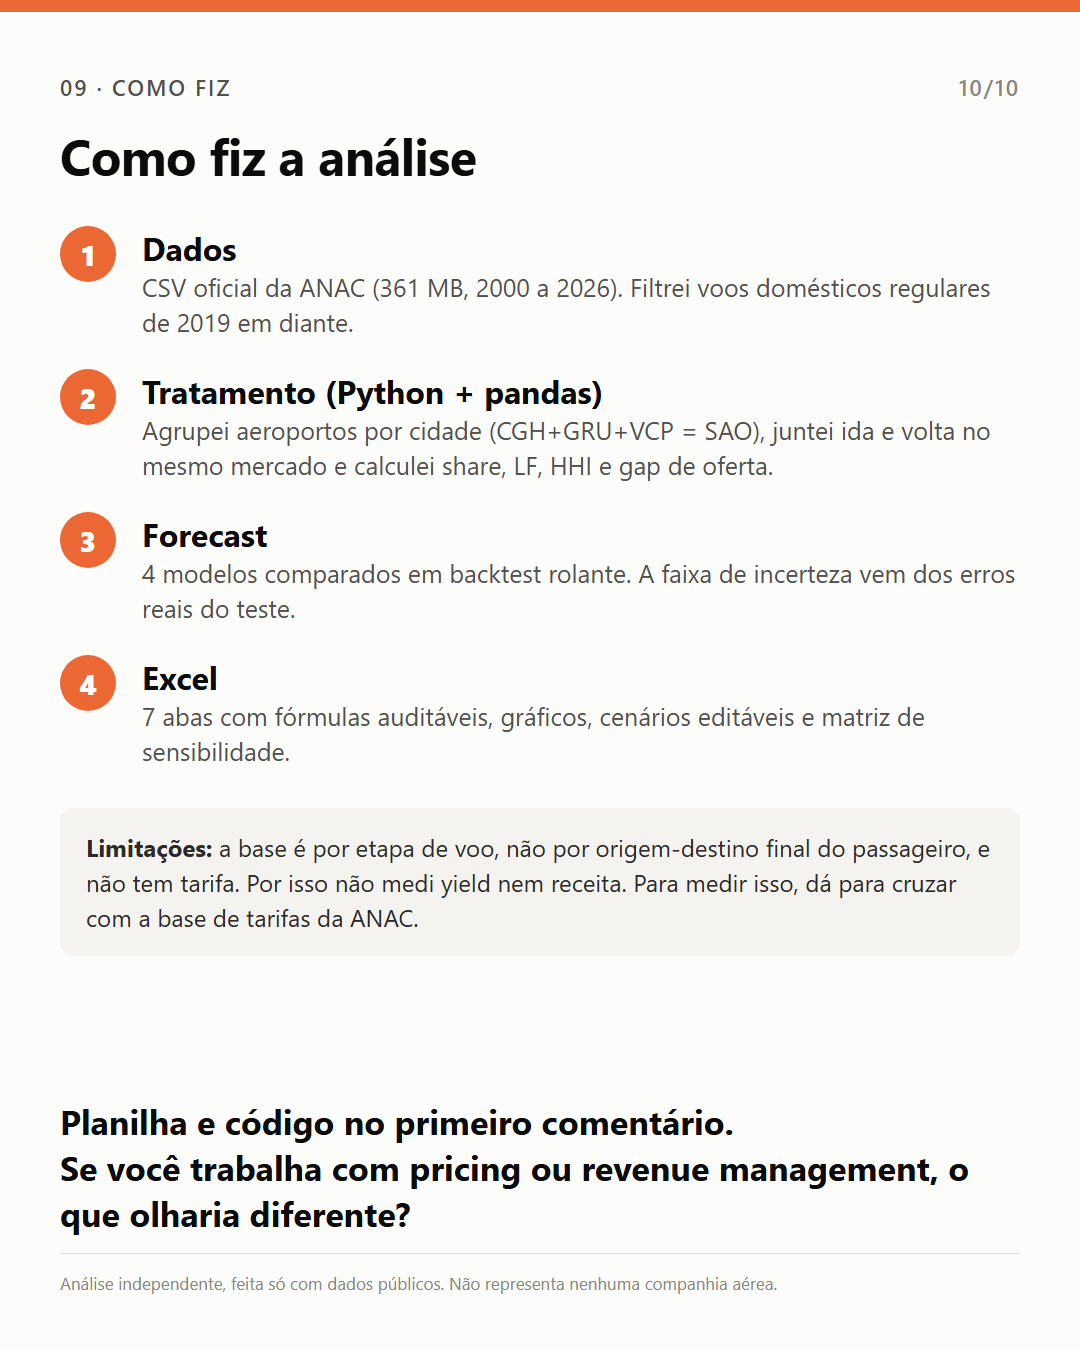 09 · COMO FIZ
10/10
Como fiz a análise
1
Dados
CSV oficial da ANAC (361 MB, 2000 a 2026). Filtrei voos domésticos regulares
de 2019 em diante.
2
Tratamento (Python + pandas)
Agrupei aeroportos por cidade (CGH+GRU+VCP = SAO), juntei ida e volta no
mesmo mercado e calculei share, LF, HHI e gap de oferta.
3
Forecast
4 modelos comparados em backtest rolante. A faixa de incerteza vem dos erros
reais do teste.
4
Excel
7 abas com fórmulas auditáveis, gráficos, cenários editáveis e matriz de
sensibilidade.
Limitações: a base é por etapa de voo, não por origem-destino final do passageiro, e
não tem tarifa. Por isso não medi yield nem receita. Para medir isso, dá para cruzar
com a base de tarifas da ANAC.
Planilha e código no primeiro comentário.
Se você trabalha com pricing ou revenue management, o
que olharia diferente?
Análise independente, feita só com dados públicos. Não representa nenhuma companhia aérea.